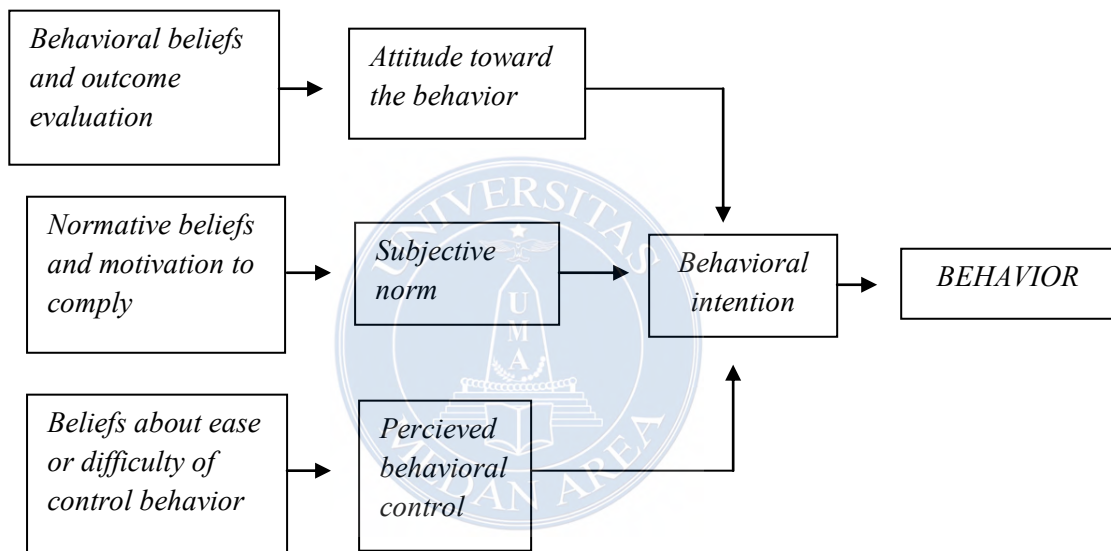 Behavioral beliefs
and outcome
evaluation
Attitude toward
the behavior
Normative beliefs
and motivation to
comply
Subjective
norm
Behavioral
intention
BEHAVIOR
Beliefs about ease
or difficulty of
control behavior
Percieved
behavioral
control
UNIVERSITAS
UMA
MEDAN AREA